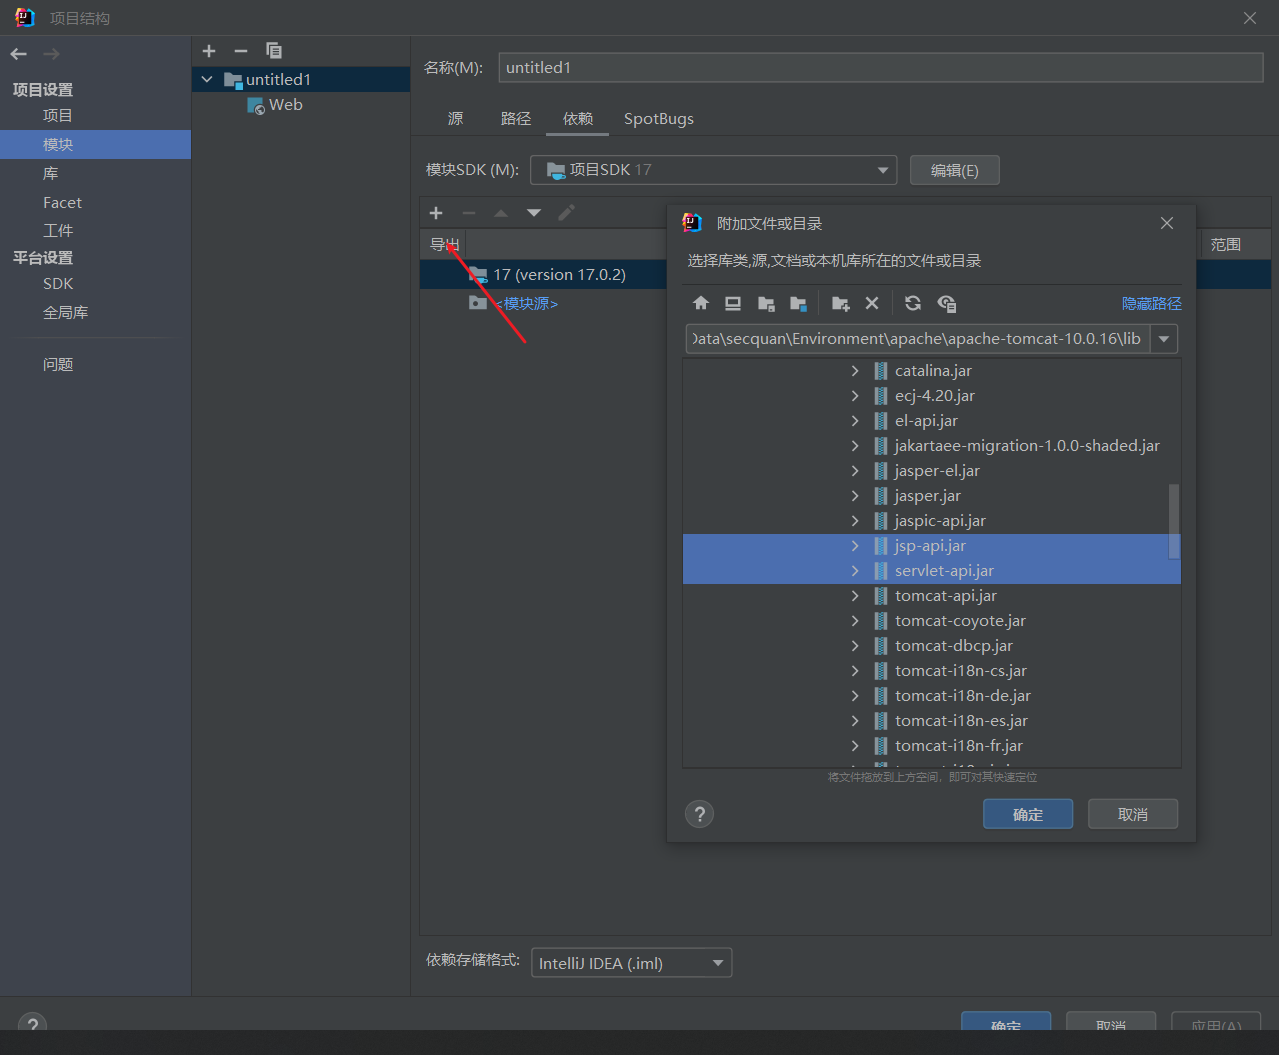 项目结构
项目设置
项目
模块
库
Facet
工件
平台设置
SDK
全局库
问题
untitled1
Web
名称(M):
untitled1
源
路径
依赖
SpotBugs
模块SDK (M):
项目SDK 17
编辑(E)
导出
范围
17 (version 17.0.2)
<模块源>
附加文件或目录
选择库类,源,文档或本机库所在的文件或目录
隐藏路径
Data\secquan\Environment\apache\apache-tomcat-10.0.16\lib
catalina.jar
ecj-4.20.jar
el-api.jar
jakartaee-migration-1.0.0-shaded.jar
jasper-el.jar
jasper.jar
jaspic-api.jar
jsp-api.jar
servlet-api.jar
tomcat-api.jar
tomcat-coyote.jar
tomcat-dbcp.jar
tomcat-i18n-cs.jar
tomcat-i18n-de.jar
tomcat-i18n-es.jar
tomcat-i18n-fr.jar
将文件拖放到上方空间，即可对其快速定位
?
确定
取消
依赖存储格式:
IntelliJ IDEA (.iml)
?
确定
取消
应用(A)